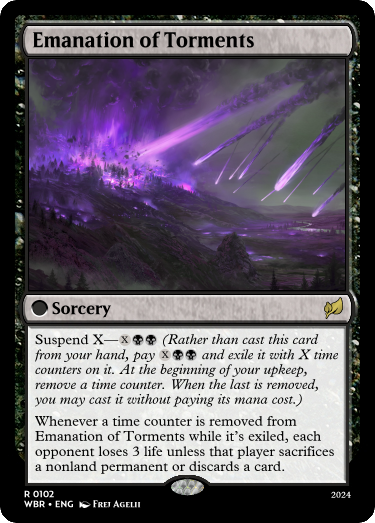 Emanation of Torments
Sorcery
Suspend X—X (Rather than cast this card
from your hand, pay X and exile it with X time
counters on it. At the beginning of your upkeep,
remove a time counter. When the last is removed,
you may cast it without paying its mana cost.)
Whenever a time counter is removed from
Emanation of Torments while it's exiled, each
opponent loses 3 life unless that player sacrifices
a nonland permanent or discards a card.
R 0102
2024
WBR • ENG Frej Agelii